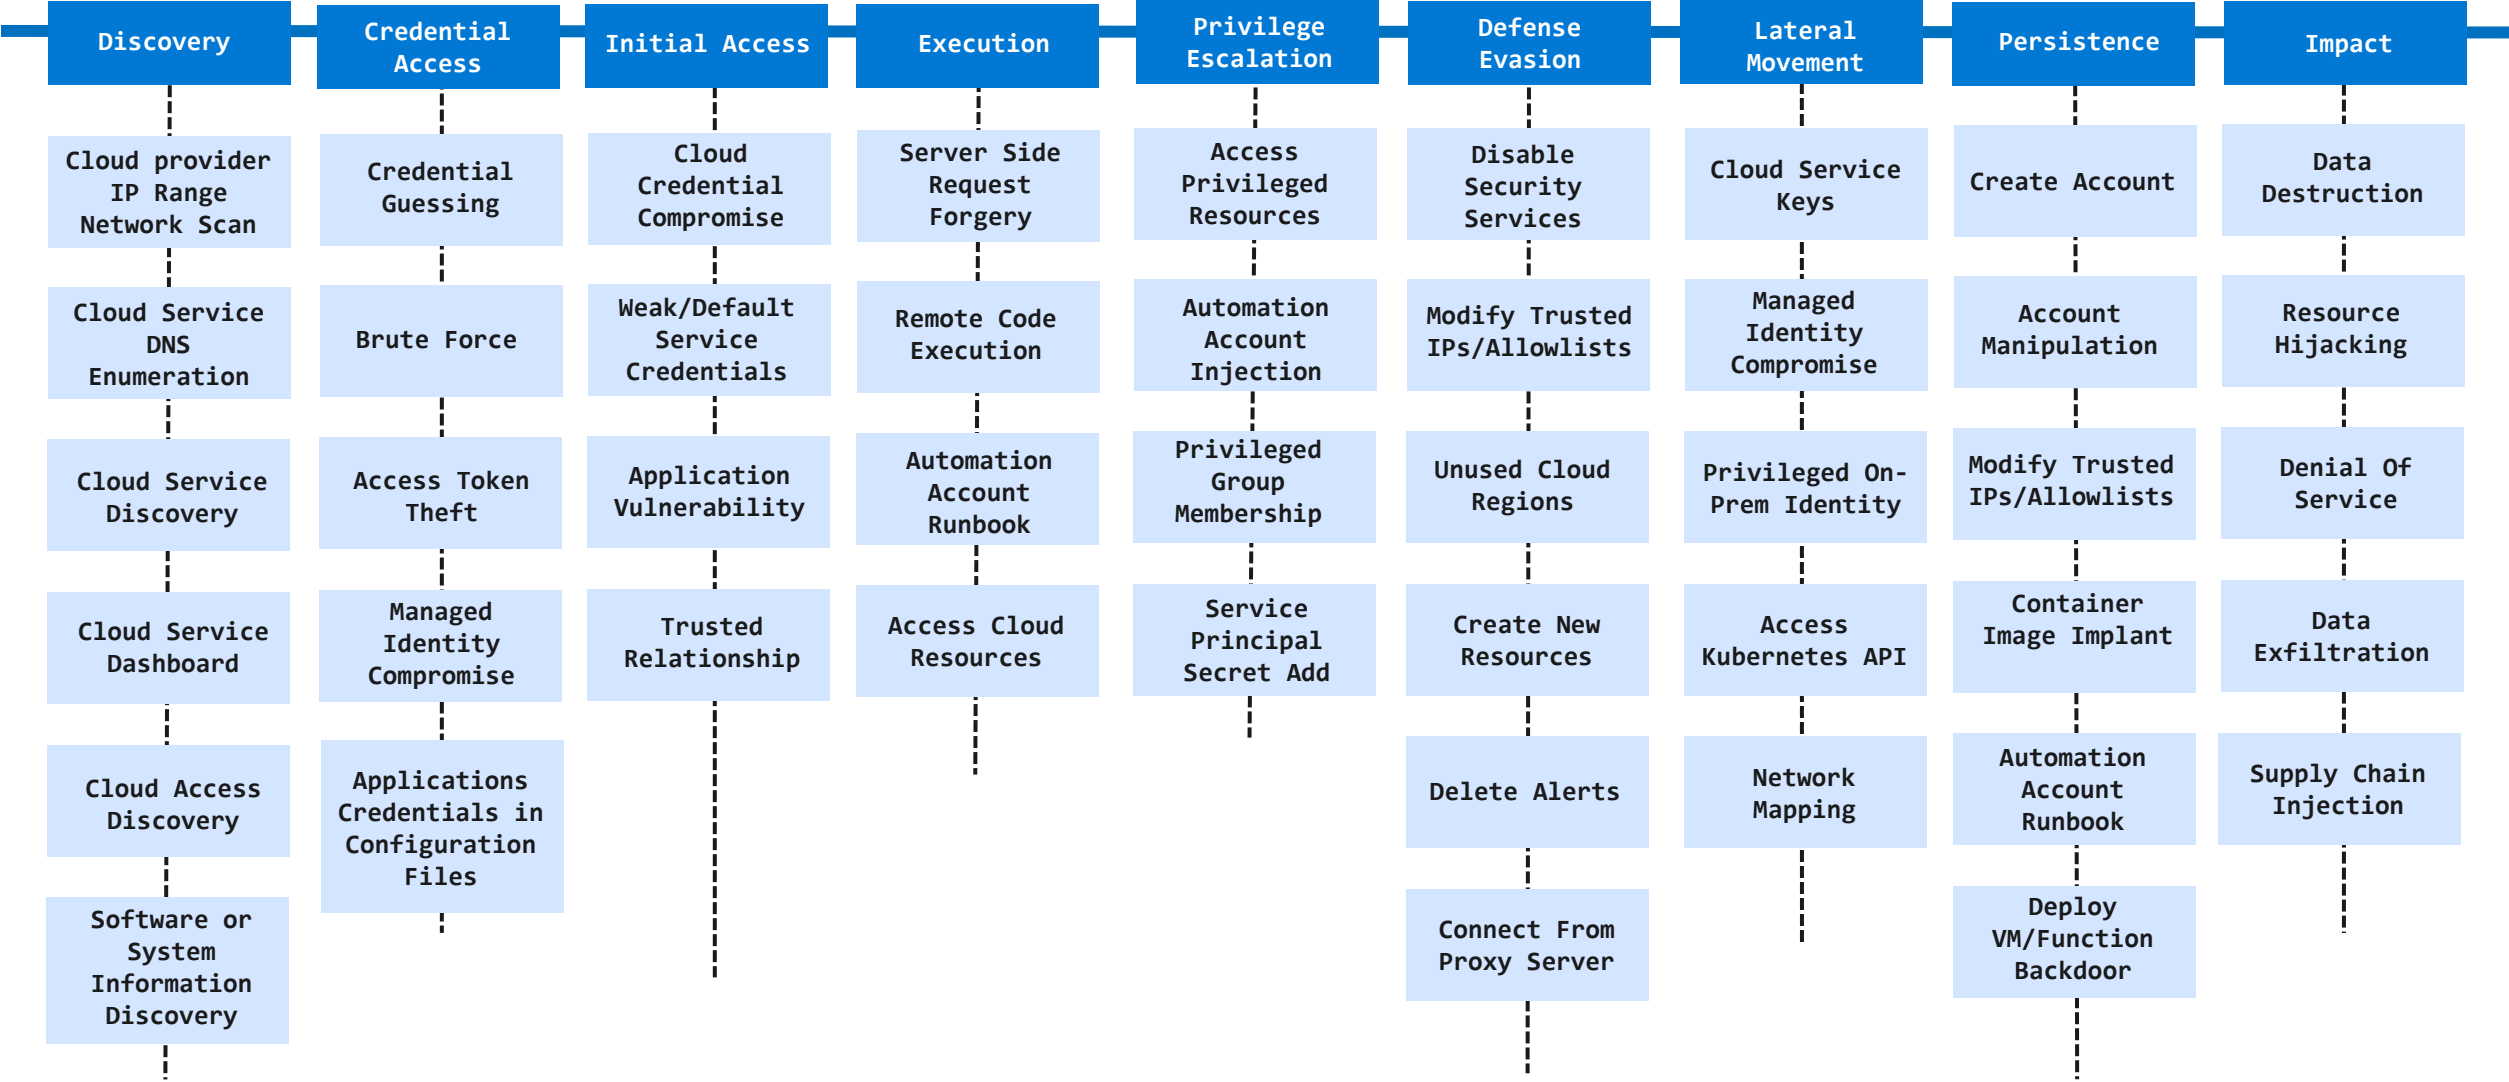 Discovery
Cloud provider
IP Range
Network Scan
Cloud Service
DNS
Enumeration
Cloud Service
Discovery
Cloud Service
Dashboard
Cloud Access
Discovery
Software or
System
Information
Discovery
Credential
Access
Credential
Guessing
Brute Force
Access Token
Theft
Managed
Identity
Compromise
Applications
Credentials in
Configuration
Files
Initial Access
Cloud
Credential
Compromise
Weak/Default
Service
Credentials
Application
Vulnerability
Trusted
Relationship
Execution
Server Side
Request
Forgery
Remote Code
Execution
Automation
Account
Runbook
Access Cloud
Resources
Privilege
Escalation
Access
Privileged
Resources
Automation
Account
Injection
Privileged
Group
Membership
Service
Principal
Secret Add
Defense
Evasion
Disable
Security
Services
Modify Trusted
IPs/Allowlists
Unused Cloud
Regions
Create New
Resources
Delete Alerts
Connect From
Proxy Server
Lateral
Movement
Cloud Service
Keys
Managed
Identity
Compromise
Privileged On-
Prem Identity
Access
Kubernetes API
Network
Mapping
Persistence
Create Account
Account
Manipulation
Modify Trusted
IPs/Allowlists
Container
Image Implant
Automation
Account
Runbook
Deploy
VM/Function
Backdoor
Impact
Data
Destruction
Resource
Hijacking
Denial Of
Service
Data
Exfiltration
Supply Chain
Injection